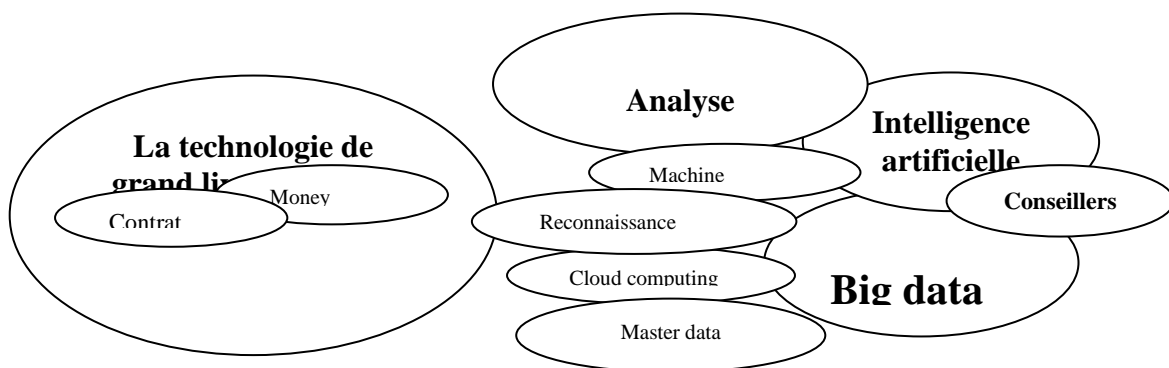 La technologie de
grand
Money
Contrat
Analyse
Machine
Reconnaissance
Cloud computing
Master data
Intelligence
artificielle
Conseillers
Big data